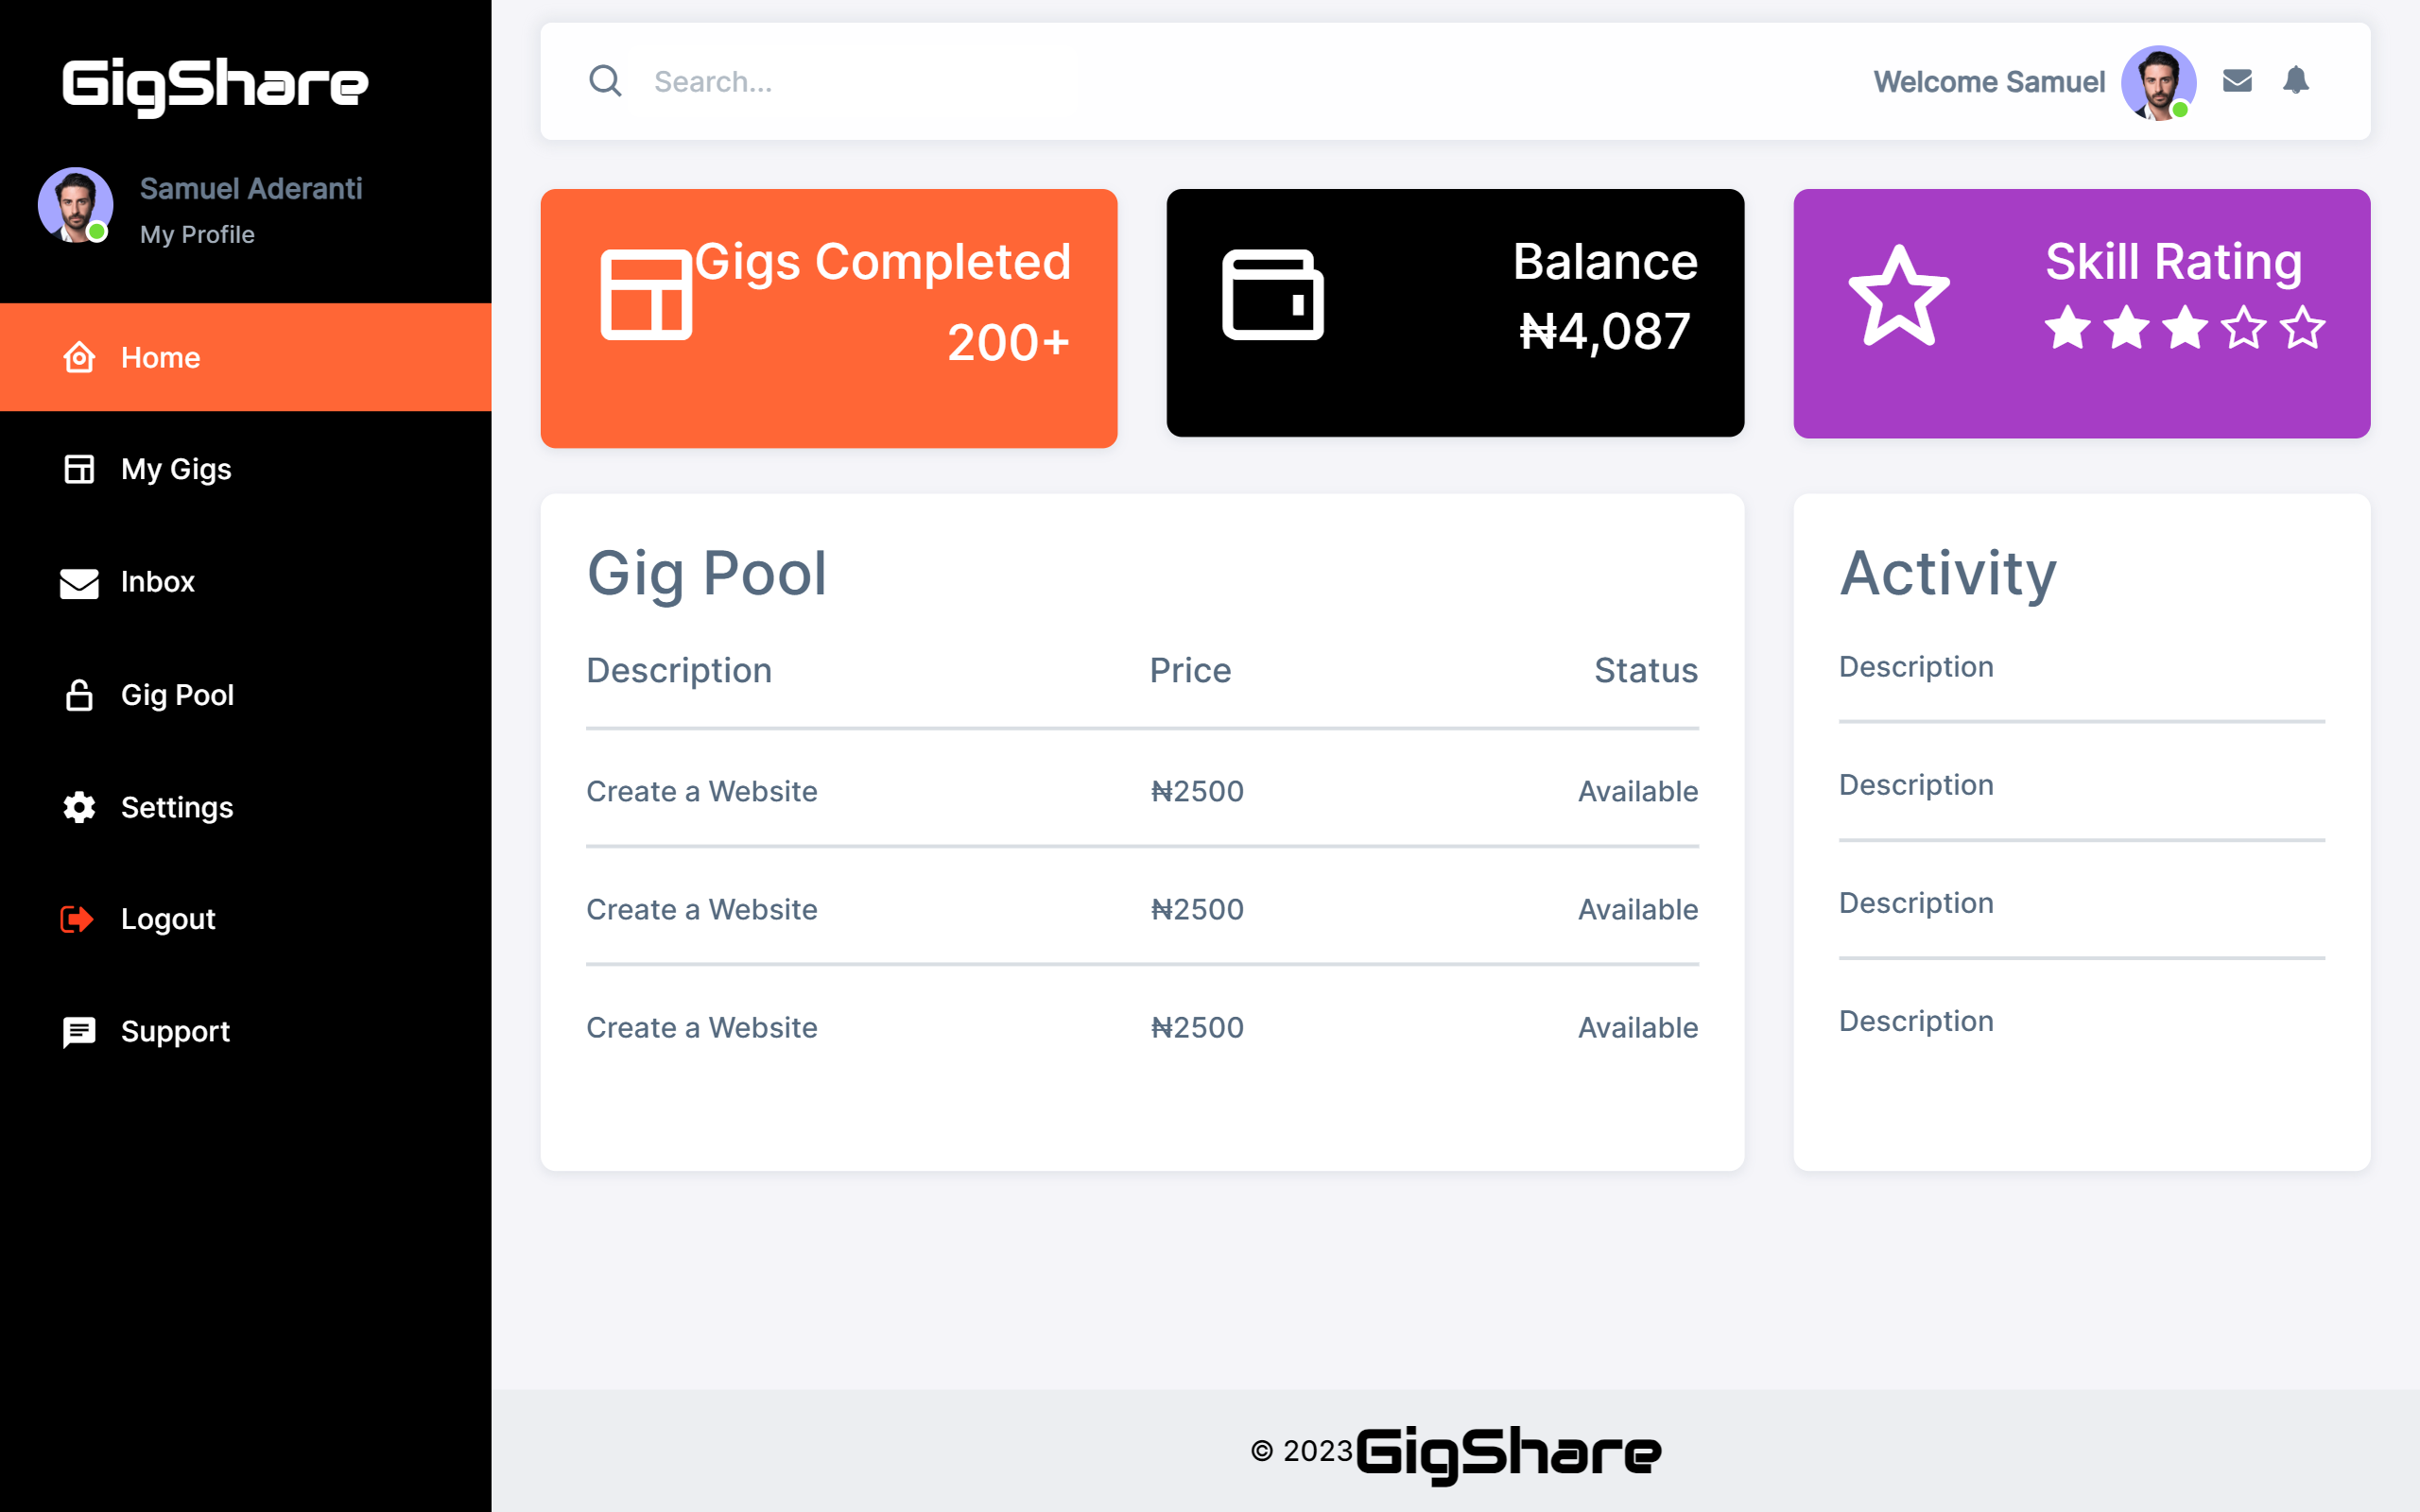 GigShare
Samuel Aderanti
My Profile
Home
My Gigs
Inbox
Gig Pool
Settings
Logout
Support
Search...
Welcome Samuel
Gigs Completed
200+
Balance
₦4,087
Skill Rating
Gig Pool
Description Price Status
Create a Website ₦2500 Available
Create a Website ₦2500 Available
Create a Website ₦2500 Available
Activity
Description
Description
Description
Description
© 2023 GigShare